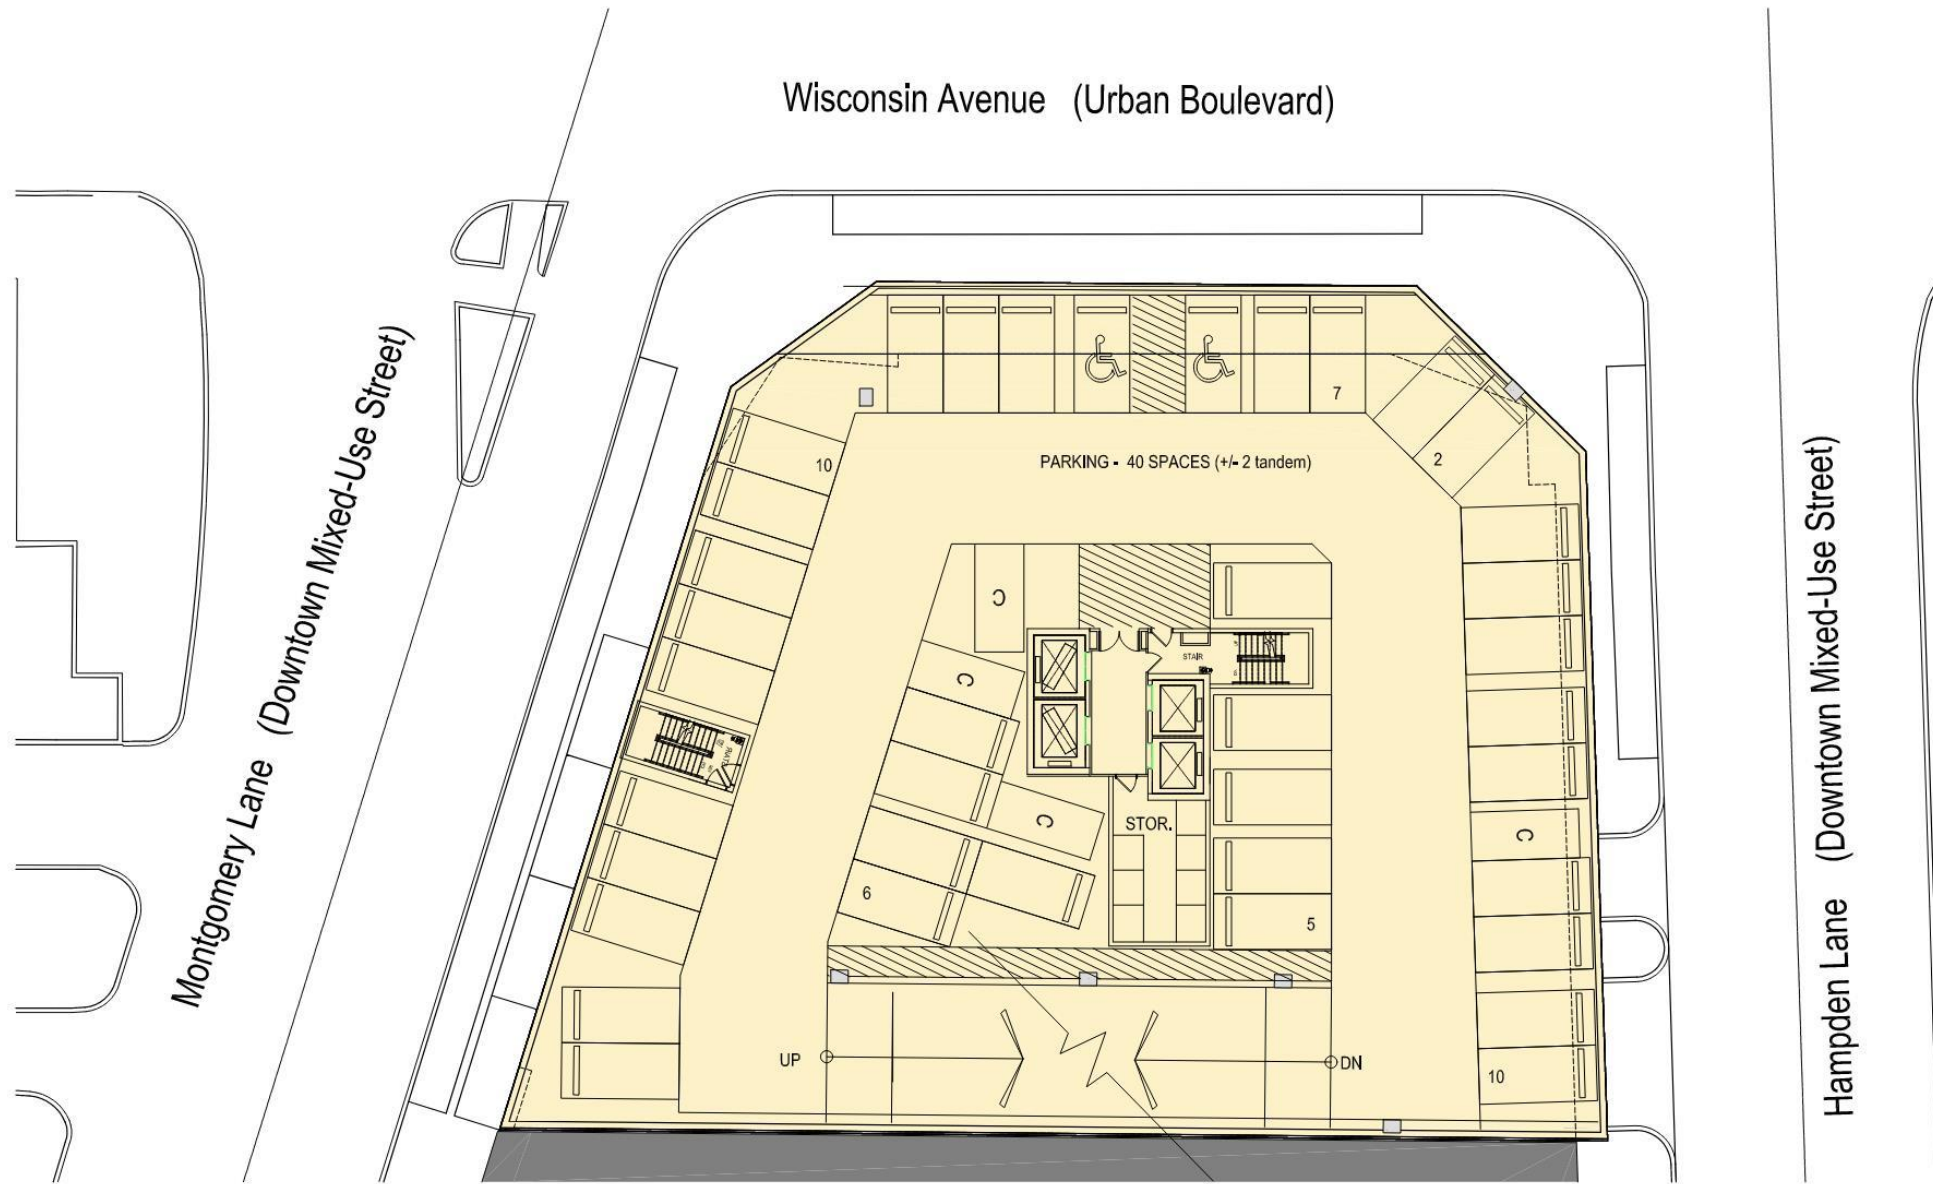 Wisconsin Avenue (Urban Boulevard)
Montgomery Lane (Downtown Mixed-Use Street)
Hampden Lane (Downtown Mixed-Use Street)
7
10
PARKING - 40 SPACES (+/- 2 tandem)
2
C
STAIR
C
STAIR
C
STOR.
C
6
5
UP
DN
10